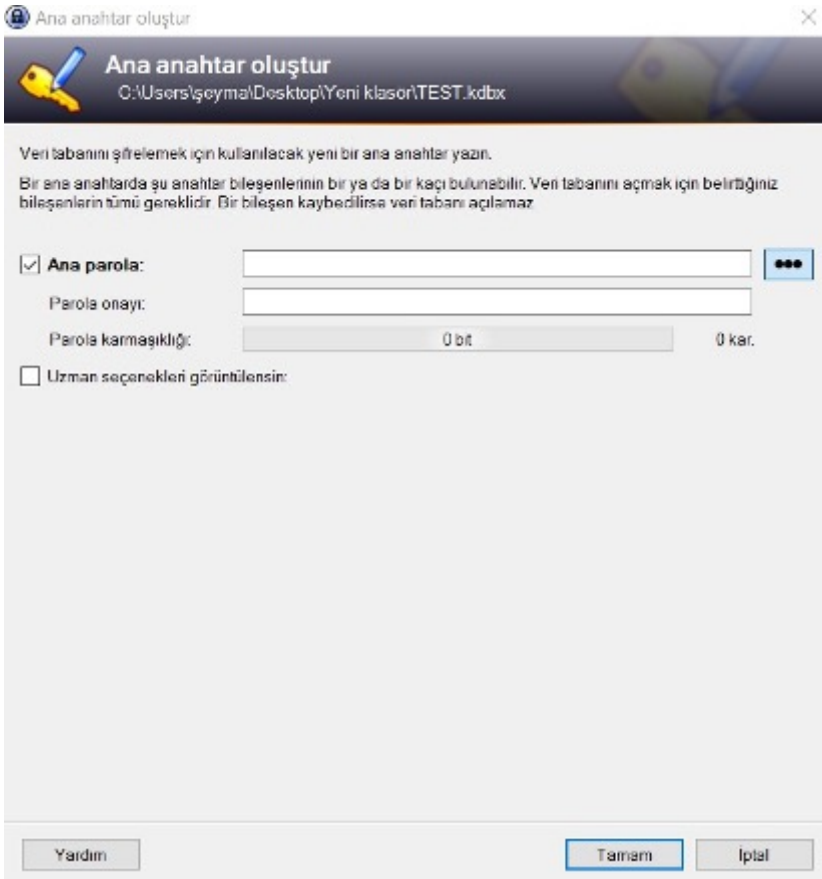 Ana anahtar oluştur
Ana anahtar oluştur
C:\Users\şeyma\Desktop\Yeni klasör\TEST.kdbx
Veri tabanını şifrelemek için kullanılacak yeni bir ana anahtar yazın.
Bir ana anahtarda şu anahtar bileşenlerinin bir ya da bir kaçı bulunabilir. Veri tabanını açmak için belirttiğiniz
bileşenlerin tümü gereklidir. Bir bileşen kaybedilirse veri tabanı açılamaz
Ana parola:
Parola onayı:
Parola karmaşıklığı: 0 bit 0 kar.
Uzman seçenekleri görüntülensin:
Yardım Tamam İptal